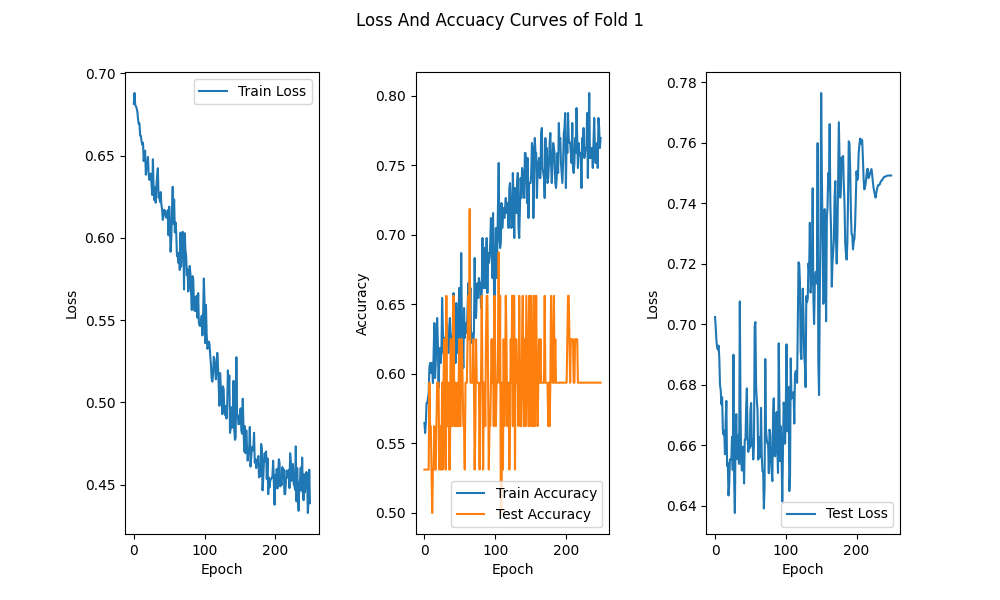 Loss And Accuacy Curves of Fold 1
0.70
0.65
0.60
0.55
0.50
0.45
Loss
Train Loss
0 100 200
Epoch
0.80
0.75
0.70
0.65
0.60
0.55
0.50
Accuracy
Train Accuracy
Test Accuracy
0 100 200
Epoch
0.78
0.76
0.74
0.72
0.70
0.68
0.66
0.64
Loss
Test Loss
0 100 200
Epoch